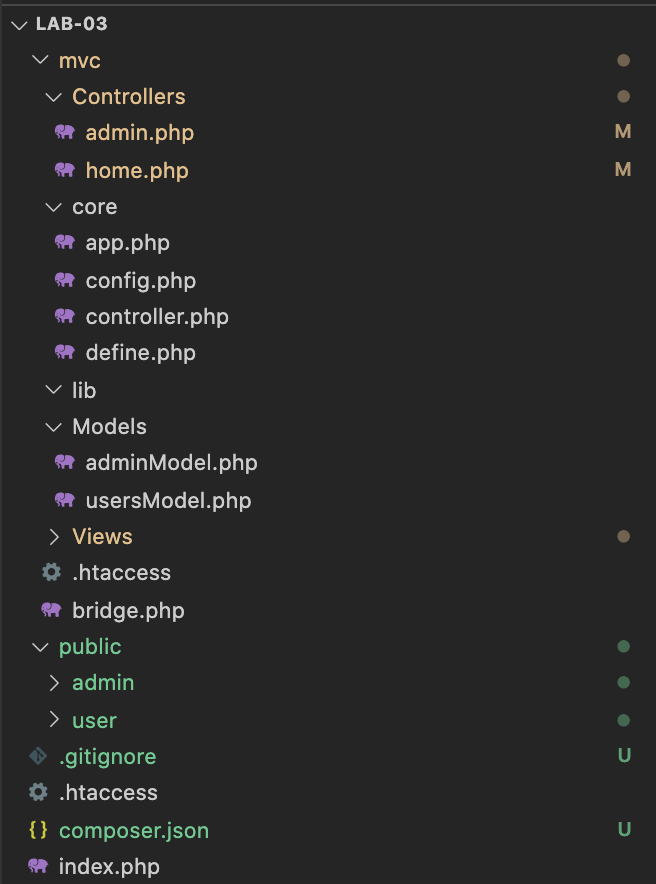 LAB-03
mvc
Controllers
admin.php M
home.php M
core
app.php
config.php
controller.php
define.php
lib
Models
adminModel.php
usersModel.php
Views
.htaccess
bridge.php
public
admin
user
.gitignore U
.htaccess
{} composer.json U
index.php